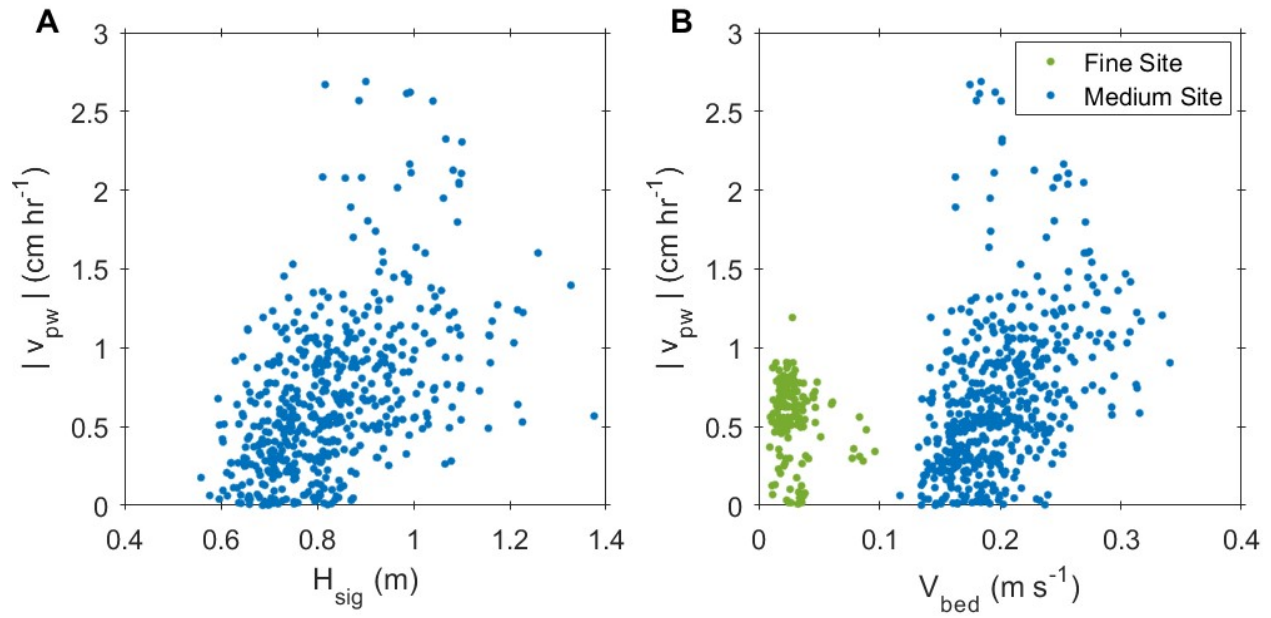 A
3
2.5
2
1.5
1
0.5
0
| v_pw | (cm hr^-1)
0.4 0.6 0.8 1 1.2 1.4
H_sig (m)
B
Fine Site
Medium Site
3
2.5
2
1.5
1
0.5
0
| v_pw | (cm hr^-1)
0 0.1 0.2 0.3 0.4
V_bed (m s^-1)